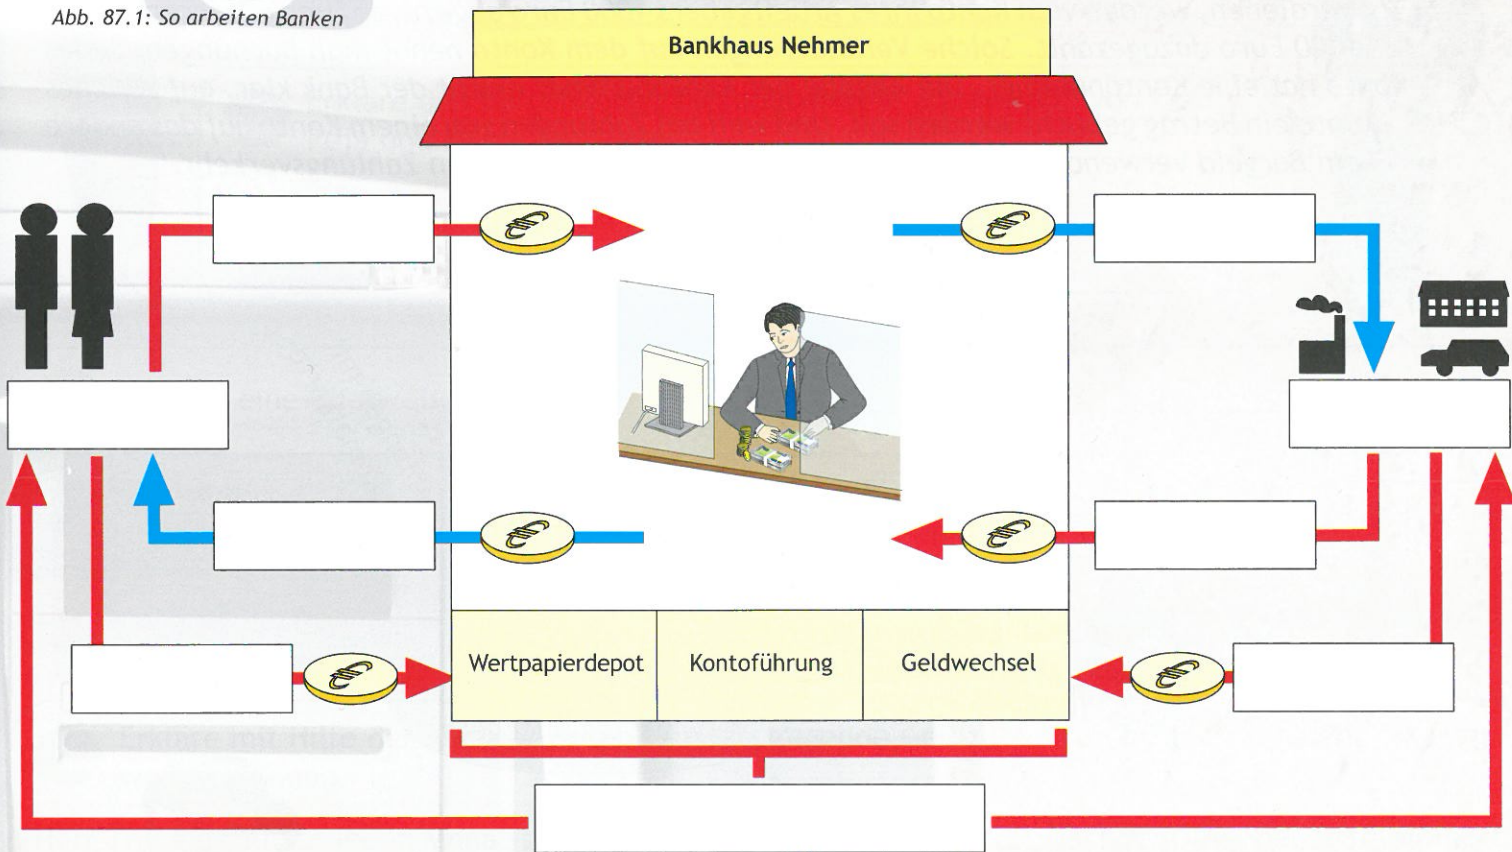 Abb. 87.1: So arbeiten Banken
Bankhaus Nehmer
Wertpapierdepot
Kontoführung
Geldwechsel